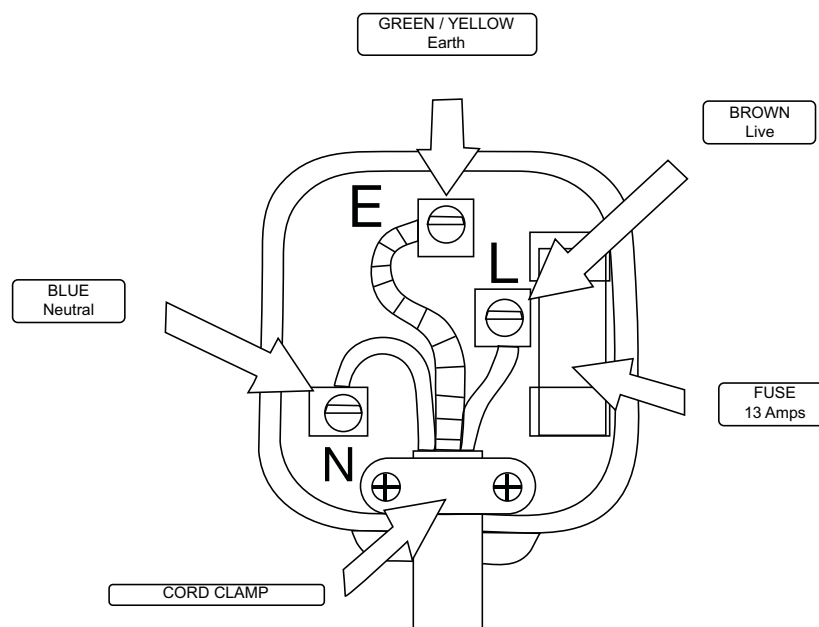 GREEN / YELLOW
Earth
BROWN
Live
E
L
BLUE
Neutral
FUSE
13 Amps
N
CORD CLAMP